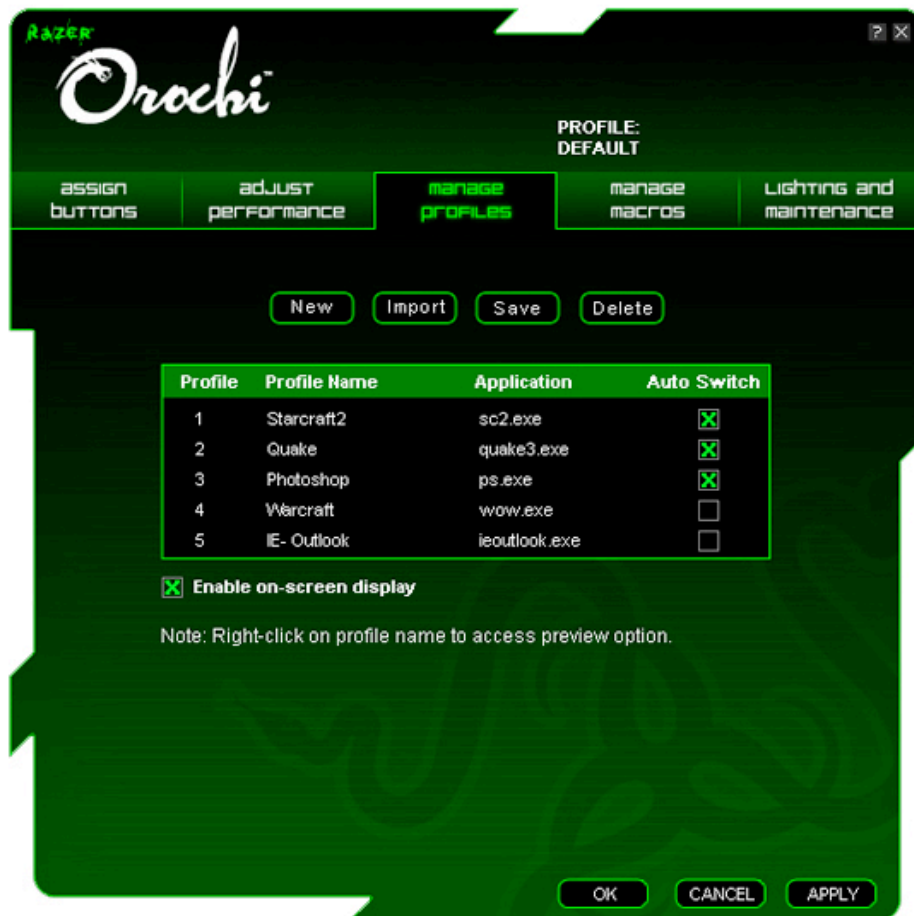 RAZER
Orochi™
? X
PROFILE:
DEFAULT
assign buttons
adjust performance
manage profiles
manage macros
Lighting and maintenance
New Import Save Delete
Profile Profile Name Application Auto Switch
1 Starcraft2 sc2.exe
2 Quake quake3.exe
3 Photoshop ps.exe
4 Warcraft wow.exe
5 IE- Outlook ieoutlook.exe
Enable on-screen display
Note: Right-click on profile name to access preview option.
OK CANCEL APPLY